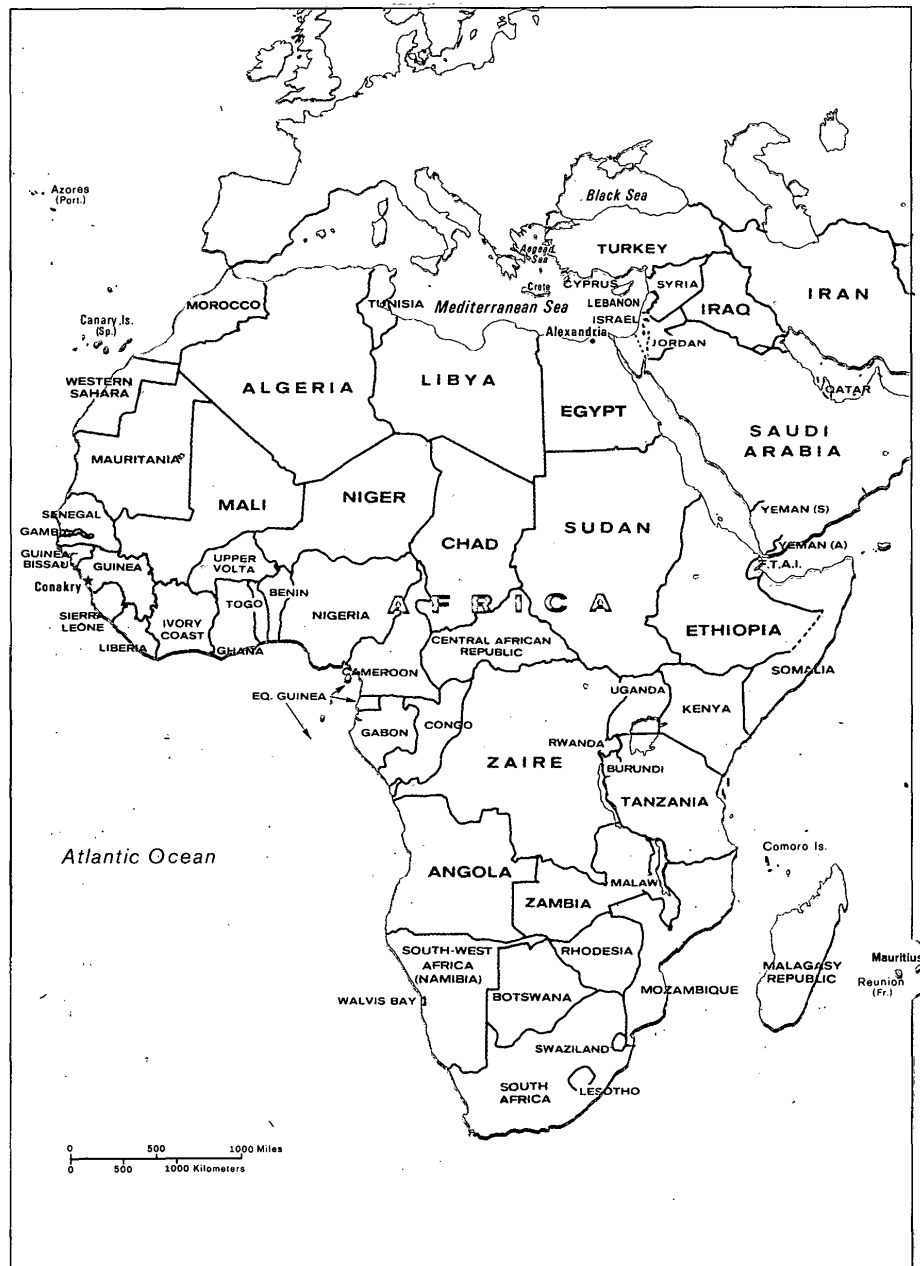 Azores
(Port.)
Black Sea
Aegean
Sea
TURKEY
Crete
CYPRUS
SYRIA
IRAN
MOROCCO
TUNISIA
Mediterranean Sea
LEBANON
IRAQ
Canary Is.
(Sp.)
ISRAEL
Alexandria
JORDAN
WESTERN
SAHARA
ALGERIA
LIBYA
EGYPT
QATAR
SAUDI
ARABIA
MAURITANIA
MALI
NIGER
CHAD
SUDAN
SENEGAL
YEMAN (S)
GAMBIA
YEMAN (A)
GUINEA
BISSAU
GUINEA
UPPER
VOLTA
F.T.A.I.
Conakry
TOGO
BENIN
NIGERIA
AFRICA
SIERRA
LEONE
IVORY
COAST
LIBERIA
GHANA
CENTRAL AFRICAN
REPUBLIC
ETHIOPIA
SOMALIA
CAMEROON
EQ. GUINEA
UGANDA
KENYA
GABON
CONGO
RWANDA
ZAIRE
BURUNDI
TANZANIA
Atlantic Ocean
Comoro Is.
ANGOLA
MALAWI
ZAMBIA
SOUTH-WEST
AFRICA
(NAMIBIA)
RHODESIA
Mauritius
MALAGASY
REPUBLIC
Reunion
(Fr.)
WALVIS BAY
BOTSWANA
MOZAMBIQUE
SWAZILAND
SOUTH
AFRICA
LESOTHO
0 500 1000 Miles
0 500 1000 Kilometers